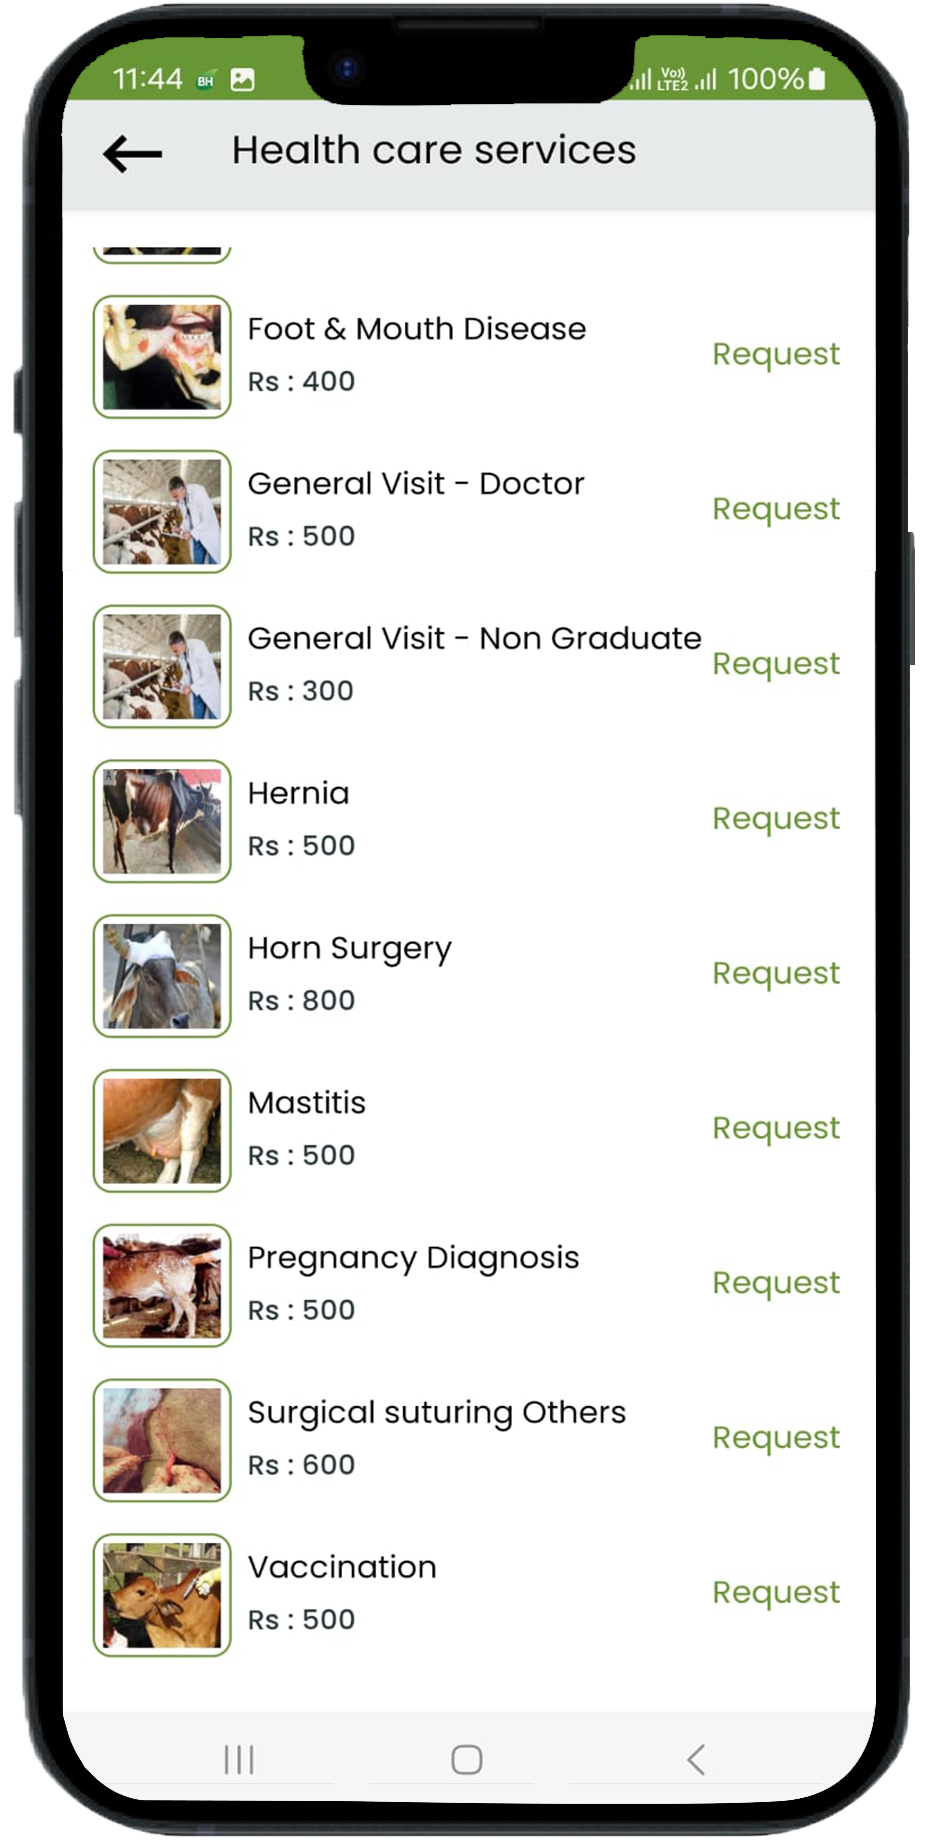 11:44 BH Vo)) LTE2 100%
Health care services
Foot & Mouth Disease
Rs : 400
Request
General Visit - Doctor
Rs : 500
Request
General Visit - Non Graduate
Rs : 300
Request
Hernia
Rs : 500
Request
Horn Surgery
Rs : 800
Request
Mastitis
Rs : 500
Request
Pregnancy Diagnosis
Rs : 500
Request
Surgical suturing Others
Rs : 600
Request
Vaccination
Rs : 500
Request